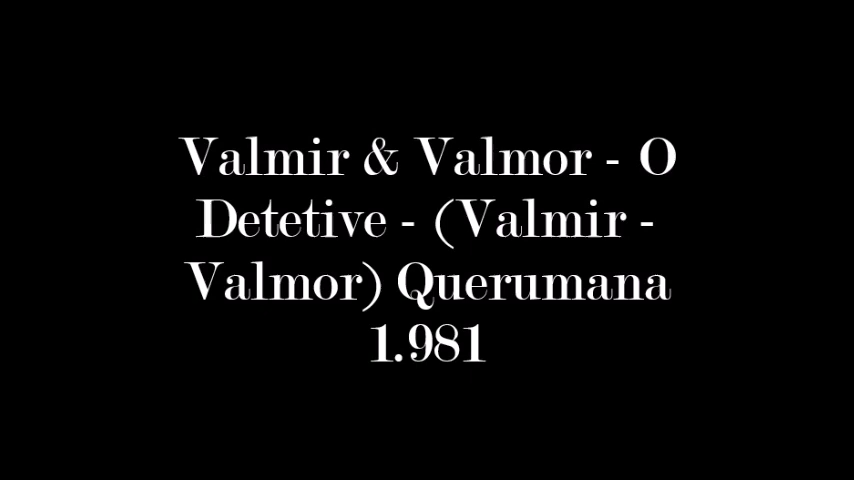 Valmir & Valmor - O
Detetive - (Valmir -
Valmor) Querumana
1.981